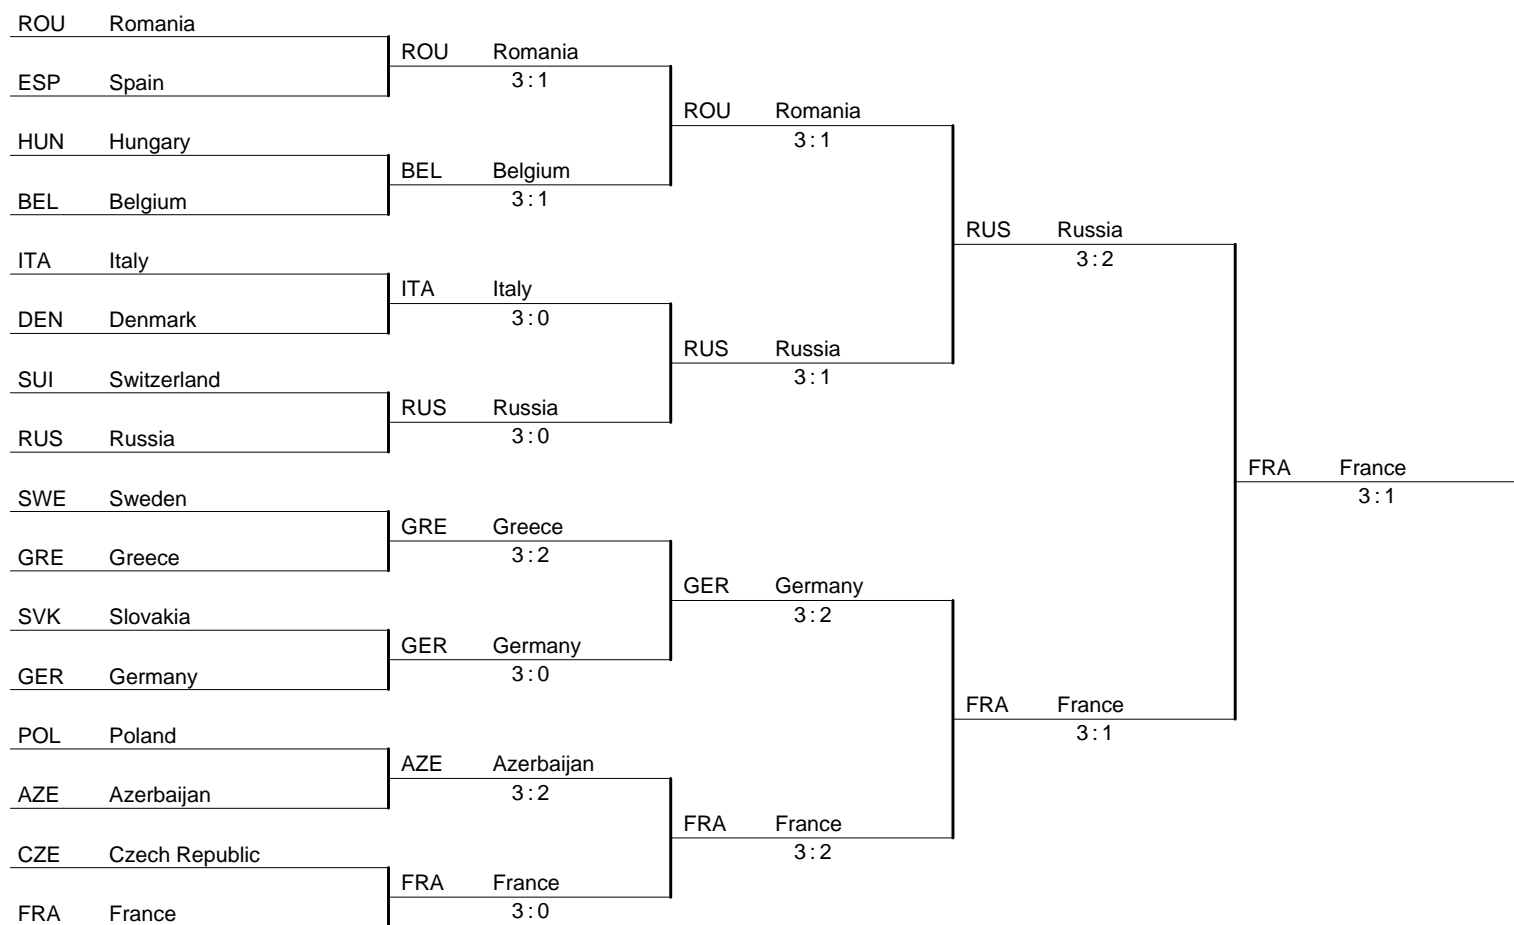 ROU Romania
ROU Romania
3:1
ESP Spain
ROU Romania
3:1
HUN Hungary
BEL Belgium
3:1
BEL Belgium
RUS Russia
3:2
ITA Italy
ITA Italy
3:0
DEN Denmark
RUS Russia
3:1
SUI Switzerland
RUS Russia
3:0
RUS Russia
FRA France
3:1
SWE Sweden
GRE Greece
3:2
GRE Greece
GER Germany
3:2
SVK Slovakia
GER Germany
3:0
GER Germany
FRA France
3:1
POL Poland
AZE Azerbaijan
3:2
AZE Azerbaijan
FRA France
3:2
CZE Czech Republic
FRA France
3:0
FRA France